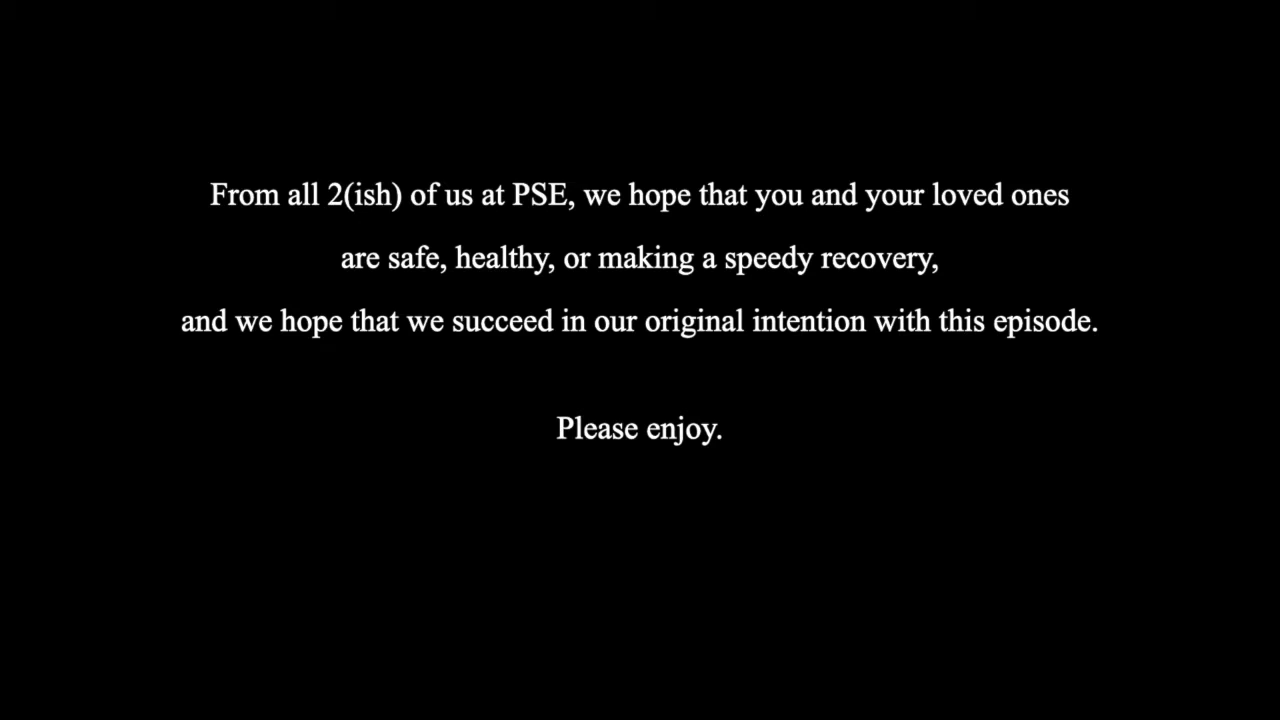 From all 2(ish) of us at PSE, we hope that you and your loved ones
are safe, healthy, or making a speedy recovery,
and we hope that we succeed in our original intention with this episode.
Please enjoy.